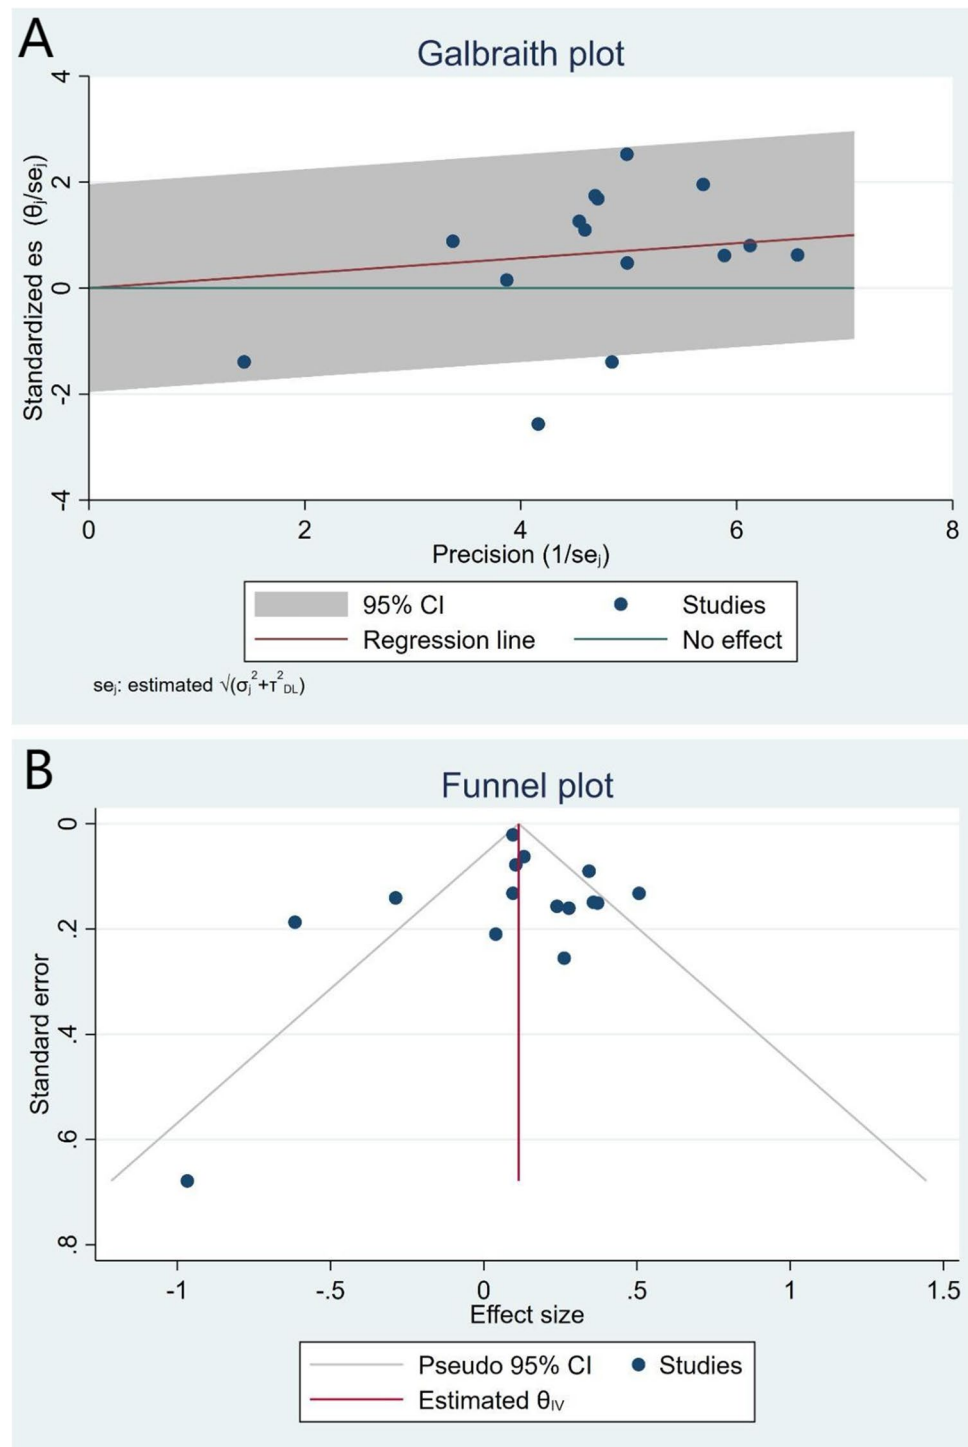 A
Galbraith plot
Standardized es (θⱼ/seⱼ)
4
2
0
-2
-4
0 2 4 6 8
Precision (1/seⱼ)
95% CI Studies
Regression line No effect
seⱼ: estimated √(σⱼ²+τ²DL)
B
Funnel plot
Standard error
0
.2
.4
.6
.8
-1 -.5 0 .5 1 1.5
Effect size
Pseudo 95% CI Studies
Estimated θIV